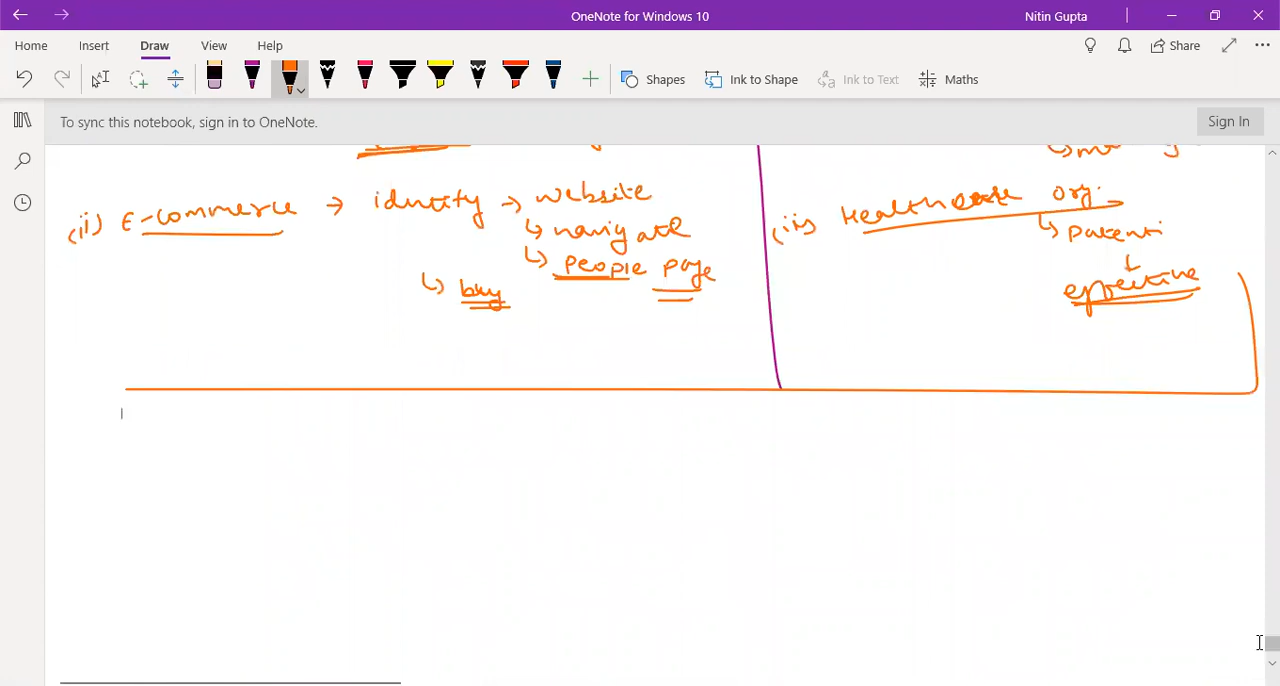 OneNote for Windows 10
Nitin Gupta
Home Insert Draw View Help
Share
Shapes Ink to Shape Ink to Text Maths
To sync this notebook, sign in to OneNote.
Sign In
(ii) E-commerce → identity → website
↳ navigate
↳ people page
↳ buy
(iii) Healthcare org.
↳ patent
↓
effective